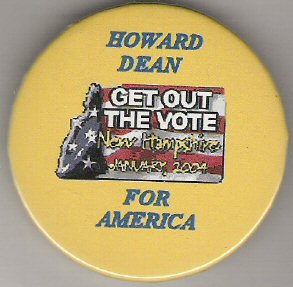 HOWARD
DEAN
GET OUT
THE VOTE
New Hampshire
JANUARY, 2004
FOR
AMERICA